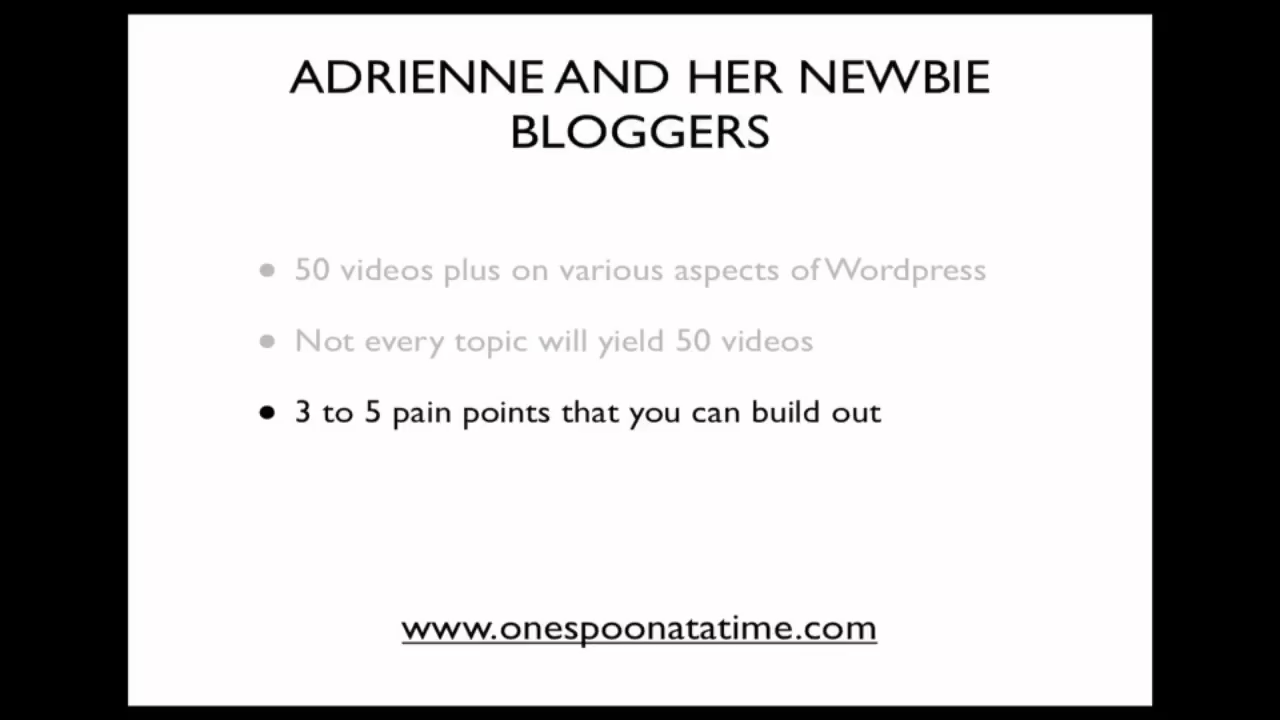 ADRIENNE AND HER NEWBIE
BLOGGERS
• 50 videos plus on various aspects of Wordpress
• Not every topic will yield 50 videos
• 3 to 5 pain points that you can build out
www.onespoonatatime.com